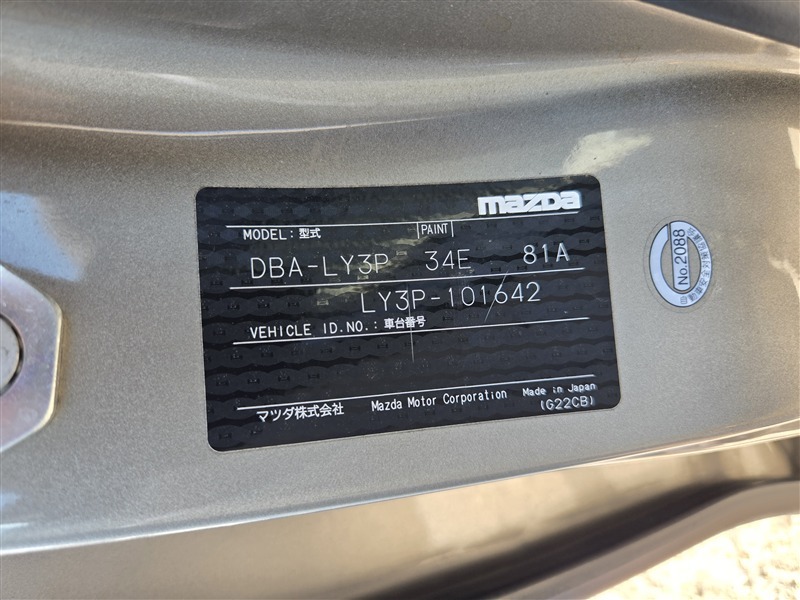 mazda
MODEL:型式 PAINT
DBA-LY3P 34E 81A
LY3P-101642
VEHICLE ID.NO.:車台番号
マツダ株式会社 Mazda Motor Corporation Made in Japan
(G22CB)
No.2088